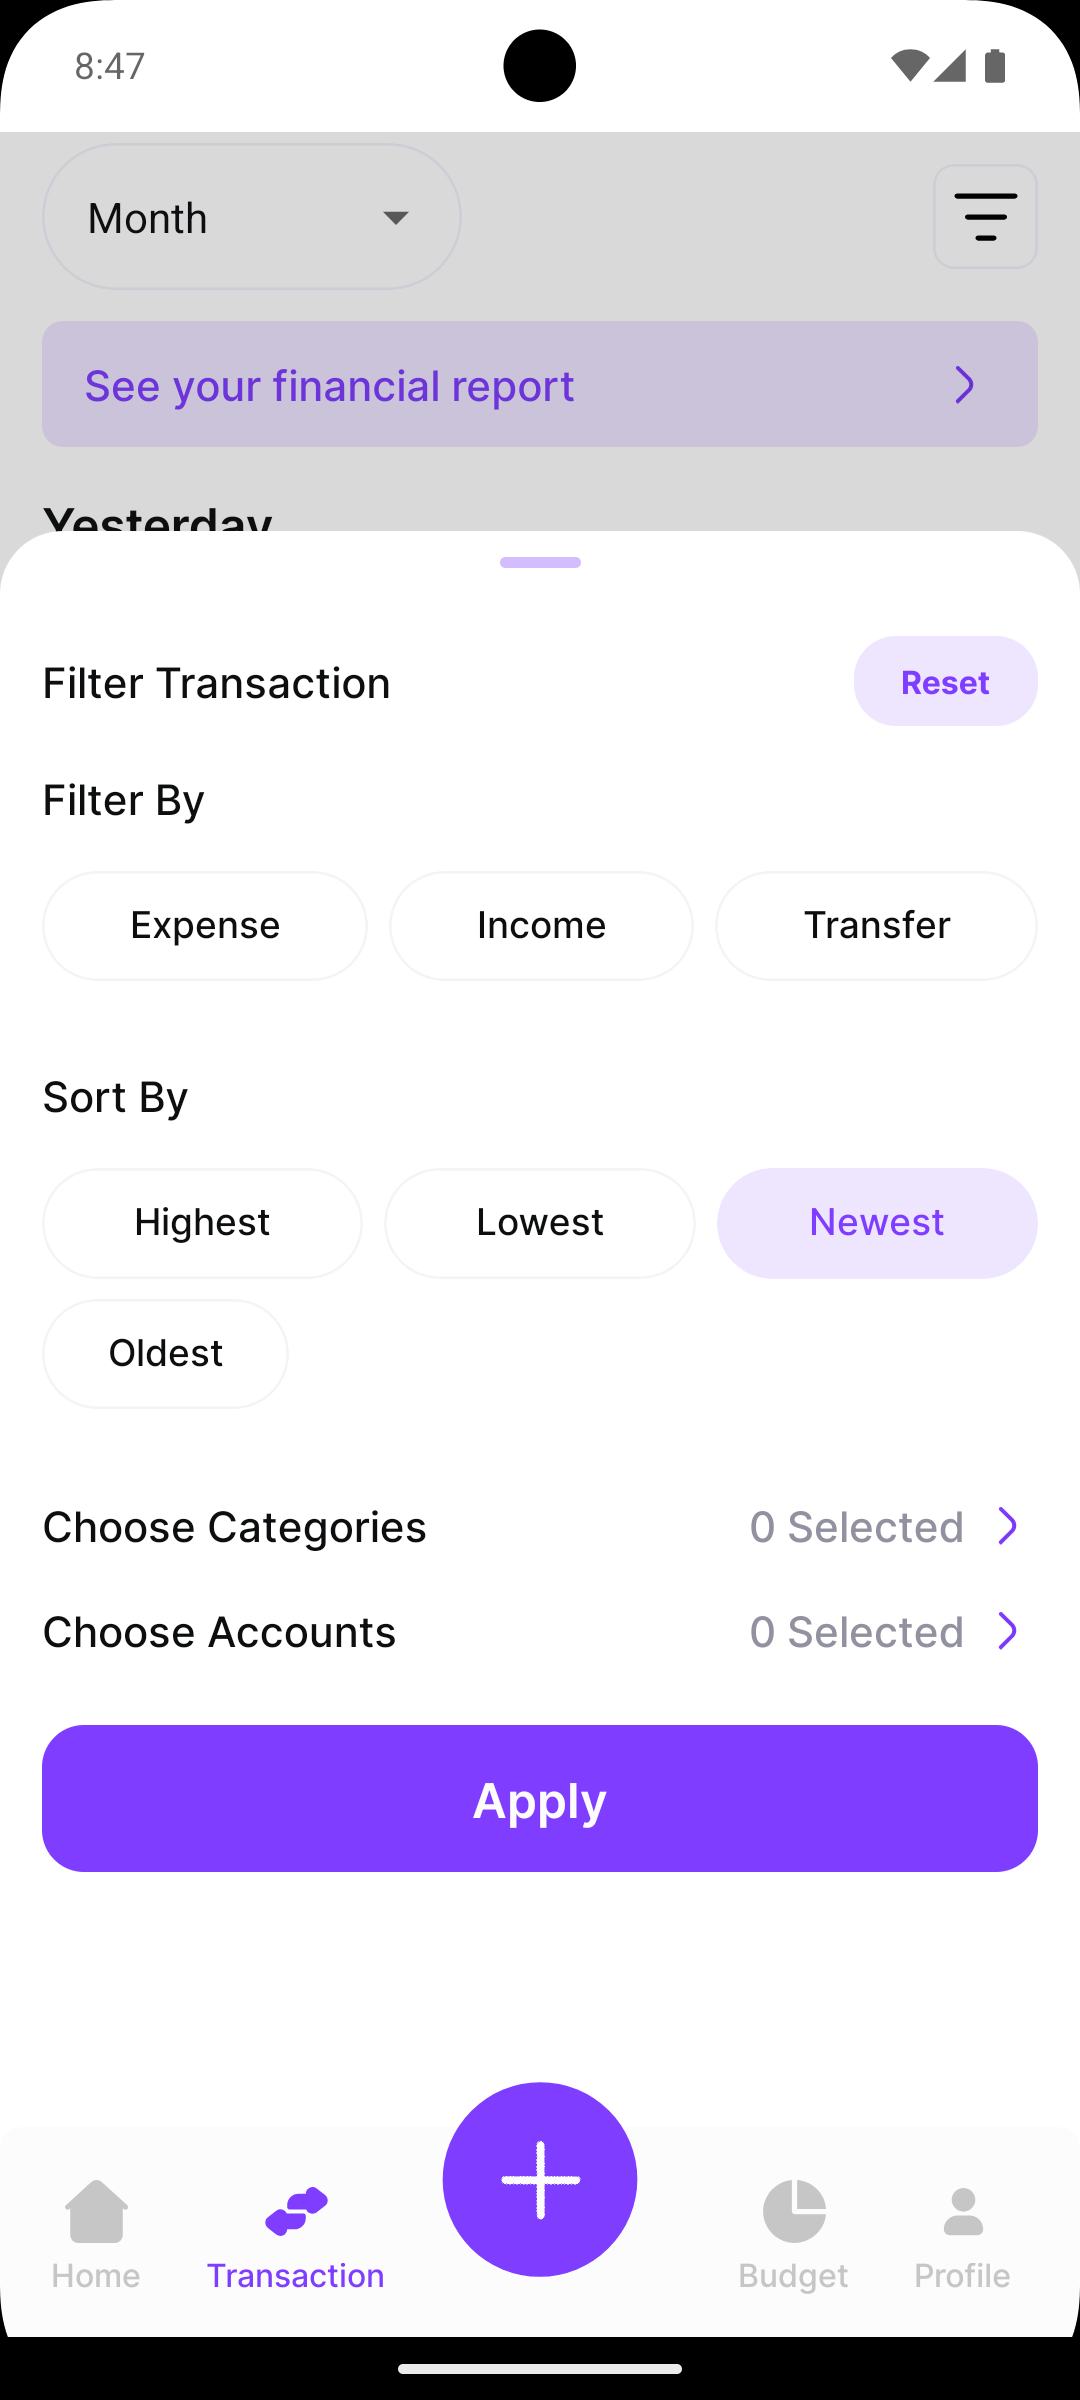 8:47
Month
See your financial report
Yesterday
Filter Transaction
Reset
Filter By
Expense
Income
Transfer
Sort By
Highest
Lowest
Newest
Oldest
Choose Categories
0 Selected
Choose Accounts
0 Selected
Apply
Home
Transaction
Budget
Profile